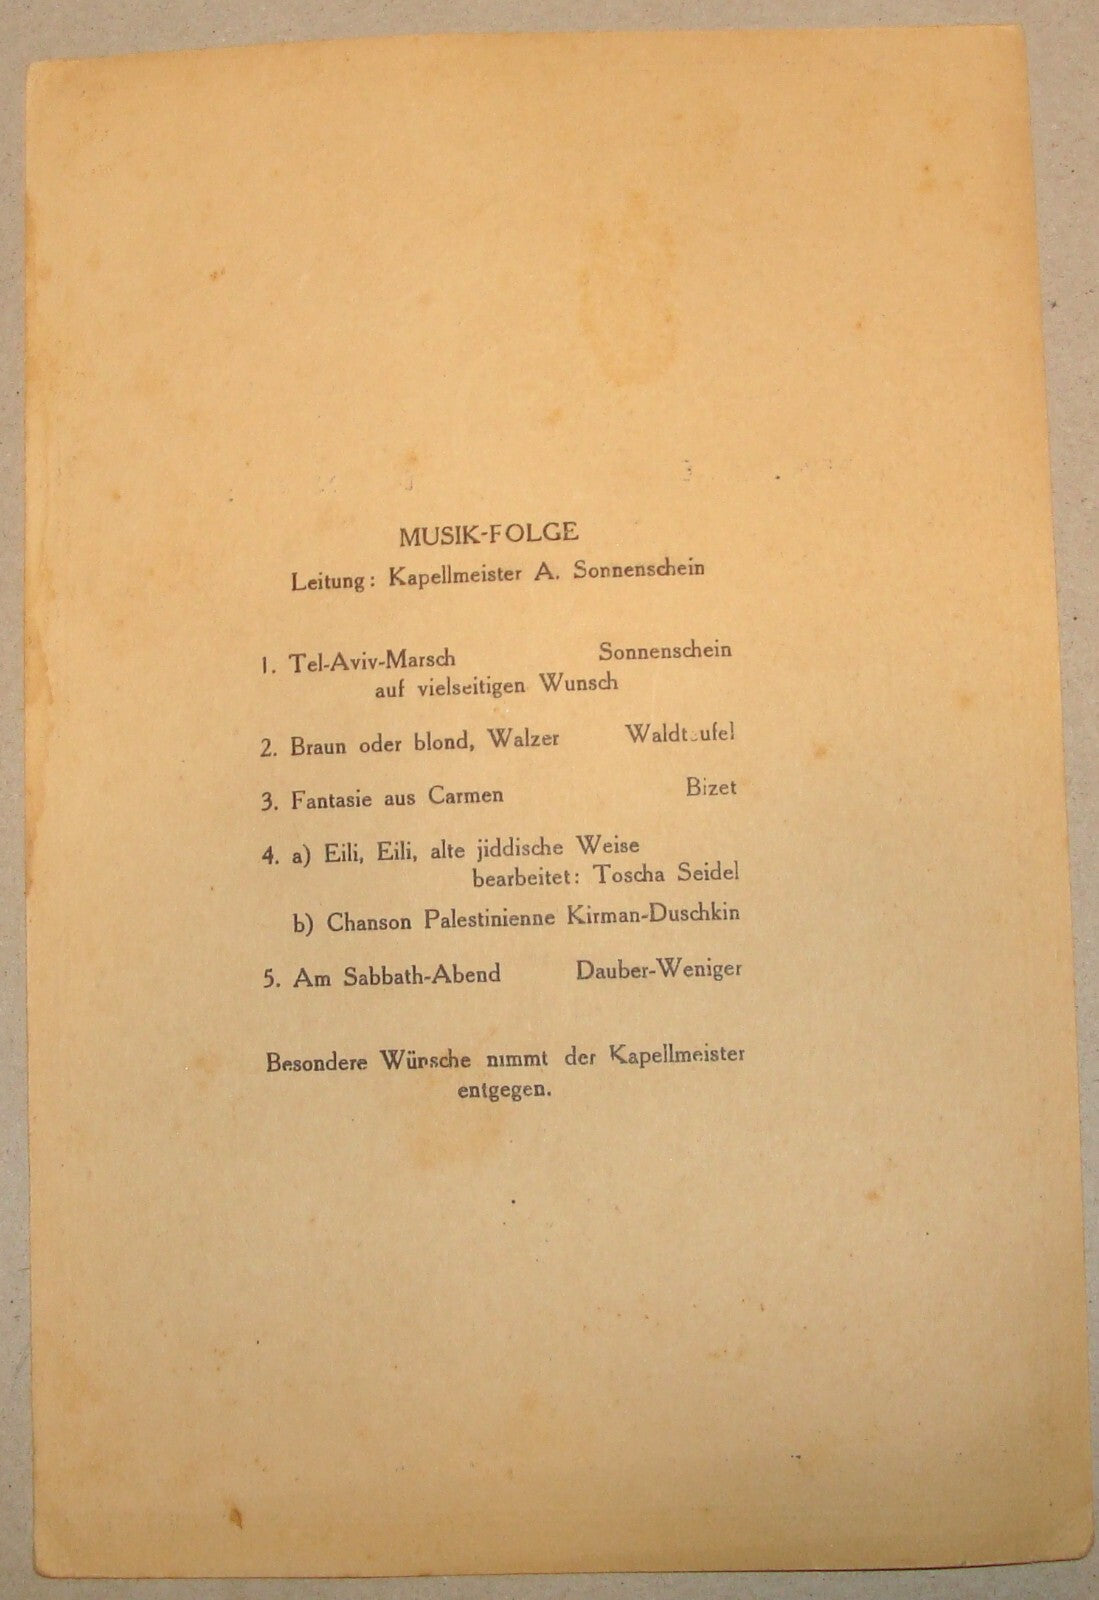 MUSIK-FOLGE
Leitung: Kapellmeister A. Sonnenschein
1. Tel-Aviv-Marsch Sonnenschein
auf vielseitigen Wunsch
2. Braun oder blond, Walzer Waldteufel
3. Fantasie aus Carmen Bizet
4. a) Eili, Eili, alte jiddische Weise
bearbeitet: Toscha Seidel
b) Chanson Palestinienne Kirman-Duschkin
5. Am Sabbath-Abend Dauber-Weniger
Besondere Wünsche nimmt der Kapellmeister
entgegen.